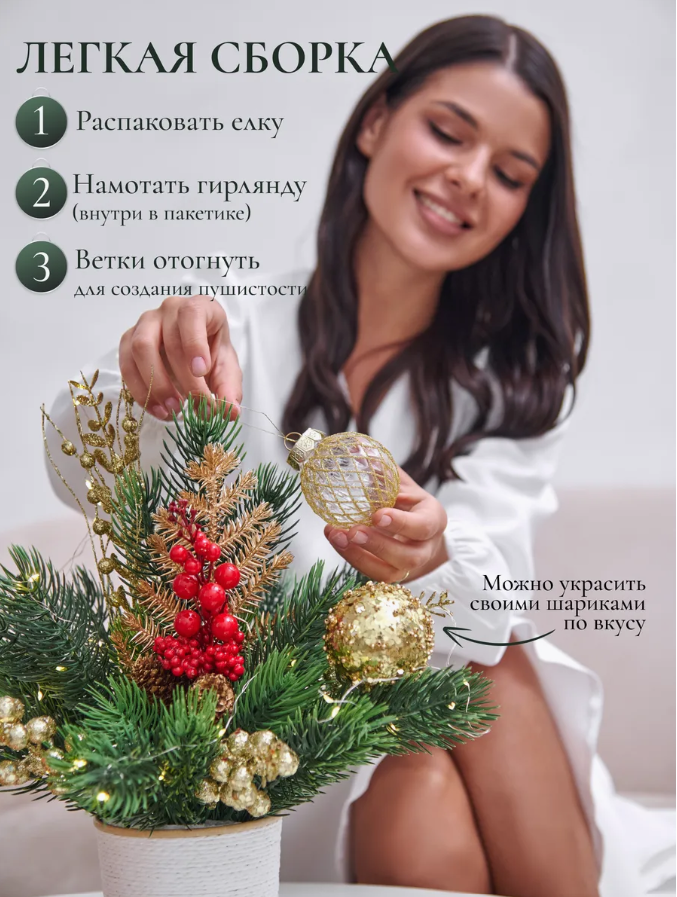 ЛЕГКАЯ СБОРКА
1 Распаковать елку
2 Намотать гирлянду
(внутри в пакетике)
3 Ветки отогнуть
для создания пушистости
Можно украсить
своими шариками
по вкусу